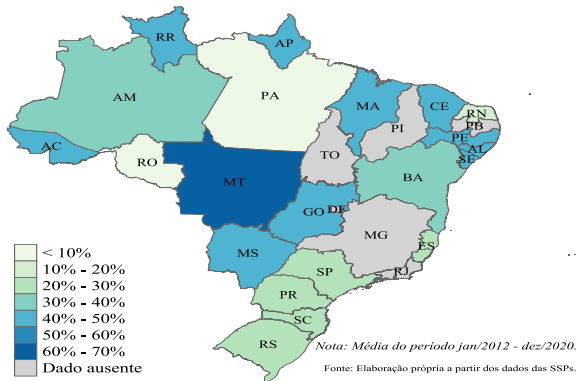 RR
AP
AM
PA
MA
CE
RN
PB
PI
PE
AL
SE
AC
RO
TO
BA
MT
GO
DF
MG
MS
ES
SP
RJ
PR
SC
RS
< 10%
10% - 20%
20% - 30%
30% - 40%
40% - 50%
50% - 60%
60% - 70%
Dado ausente
Nota: Média do período jan/2012 - dez/2020.
Fonte: Elaboração própria a partir dos dados das SSPs.